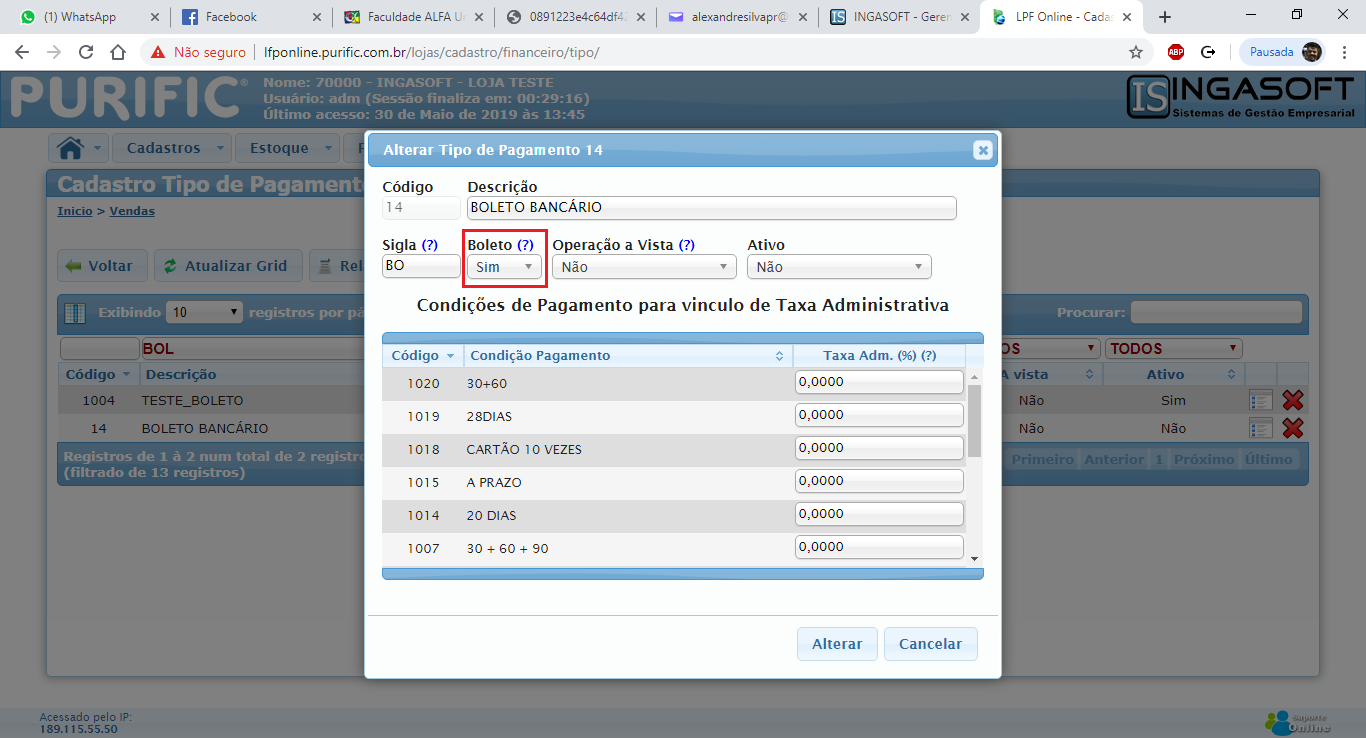 (1) WhatsApp
Facebook
Faculdade ALFA Un
0891223e4c64df42
alexandresilvapr@
INGASOFT - Geren
LPF Online - Cadas
Não seguro
lfponline.purific.com.br/lojas/cadastro/financeiro/tipo/
ABP
Pausada
PURIFIC®
Nome: 70000 - INGASOFT - LOJA TESTE
Usuário: adm (Sessão finaliza em: 00:29:16)
Último acesso: 30 de Maio de 2019 às 13:45
IS INGASOFT
Sistemas de Gestão Empresarial
Cadastros
Estoque
Cadastro Tipo de Pagamento
Inicio > Vendas
Voltar
Atualizar Grid
Rel
Exibindo 10 registros por pá
Procurar:
BOL
OS
TODOS
Código Descrição
A vista Ativo
1004 TESTE_BOLETO
Não Sim
14 BOLETO BANCÁRIO
Não Não
Registros de 1 à 2 num total de 2 registro
(filtrado de 13 registros)
Primeiro Anterior 1 Próximo Último
Alterar Tipo de Pagamento 14
Código Descrição
14 BOLETO BANCÁRIO
Sigla (?) Boleto (?) Operação a Vista (?) Ativo
BO Sim Não Não
Condições de Pagamento para vinculo de Taxa Administrativa
Código Condição Pagamento Taxa Adm. (%) (?)
1020 30+60 0,0000
1019 28DIAS 0,0000
1018 CARTÃO 10 VEZES 0,0000
1015 A PRAZO 0,0000
1014 20 DIAS 0,0000
1007 30 + 60 + 90 0,0000
Alterar Cancelar
Acessado pelo IP:
189.115.55.50
Suporte
Online